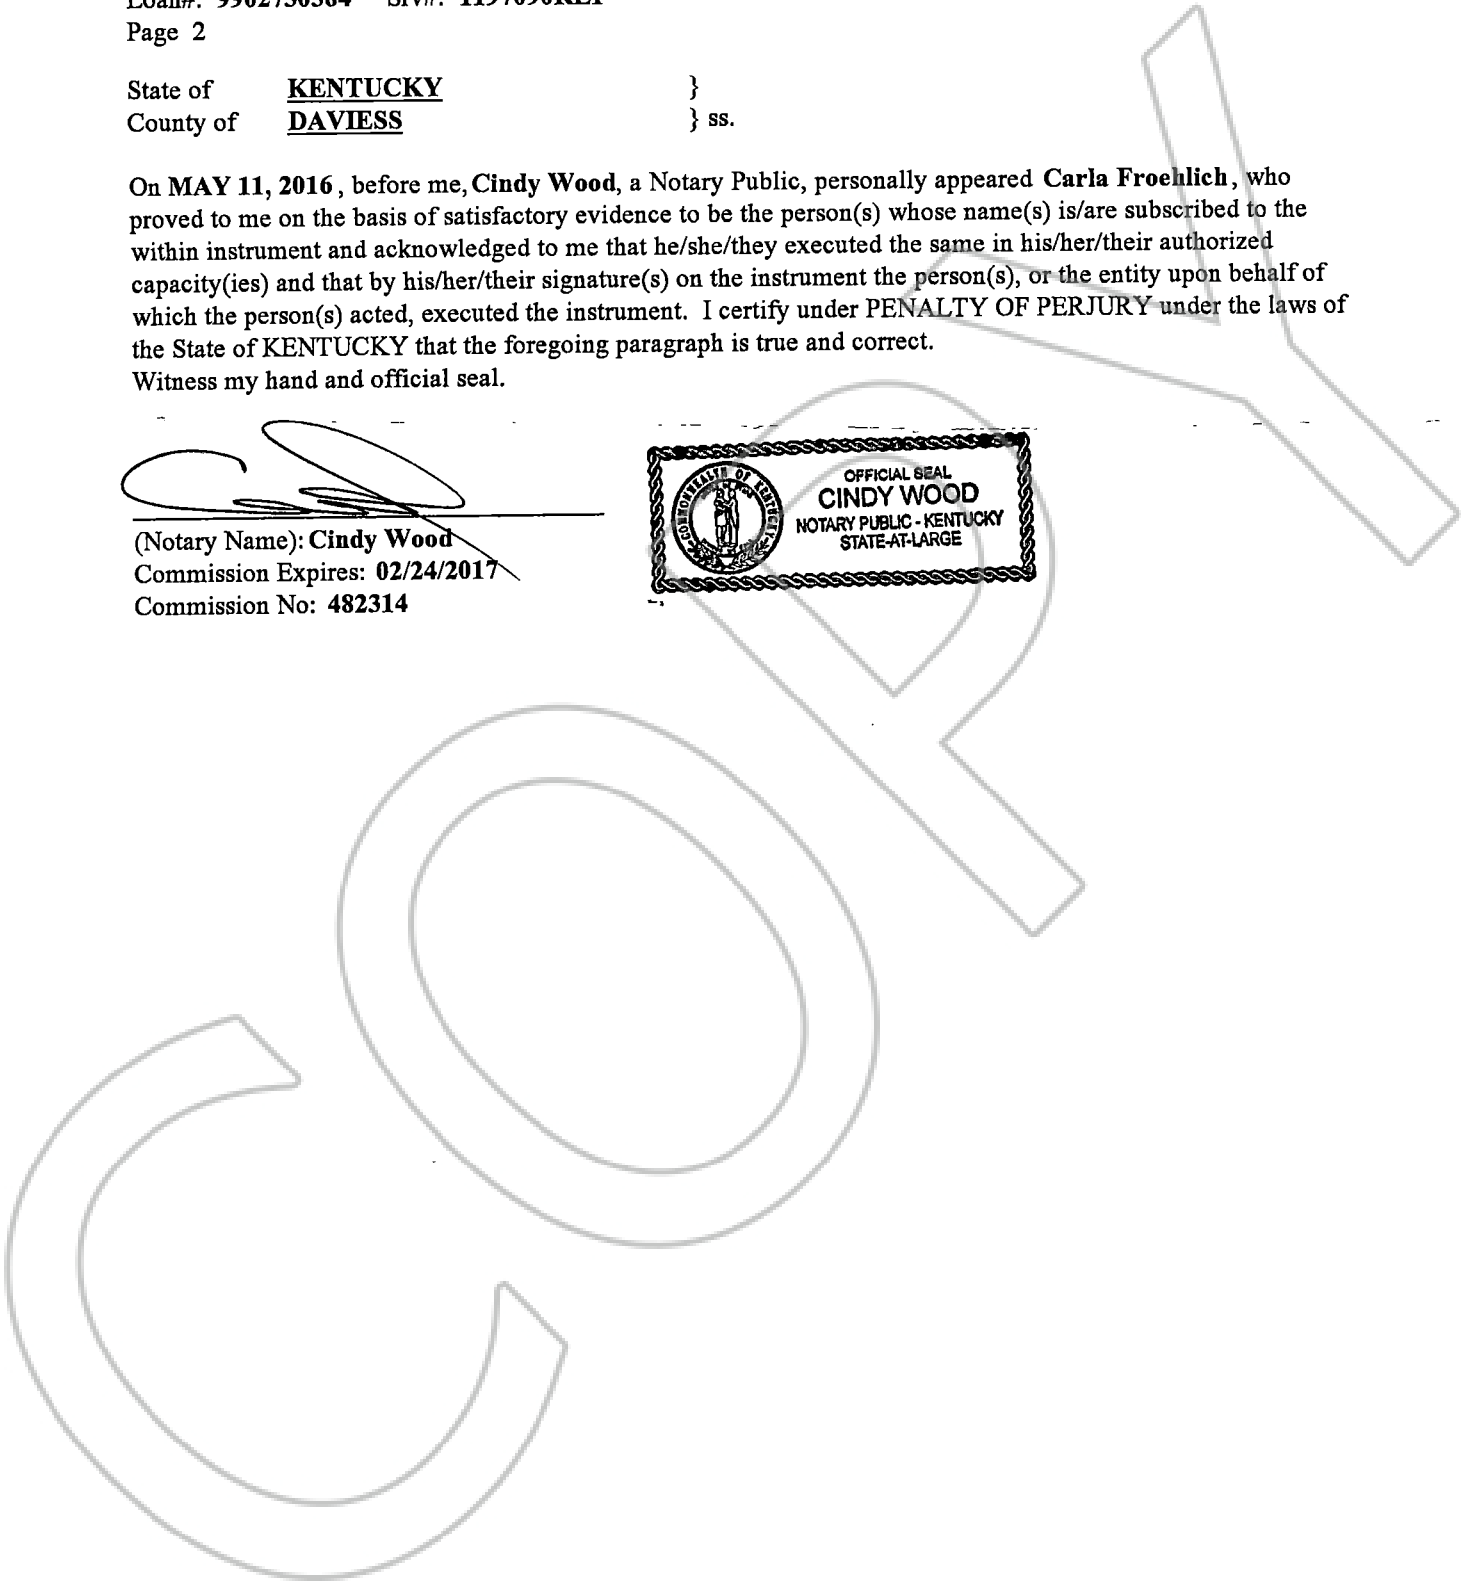 Page 2
State of KENTUCKY }
County of DAVIESS } ss.
On MAY 11, 2016 , before me, Cindy Wood, a Notary Public, personally appeared Carla Froehlich, who
proved to me on the basis of satisfactory evidence to be the person(s) whose name(s) is/are subscribed to the
within instrument and acknowledged to me that he/she/they executed the same in his/her/their authorized
capacity(ies) and that by his/her/their signature(s) on the instrument the person(s), or the entity upon behalf of
which the person(s) acted, executed the instrument. I certify under PENALTY OF PERJURY under the laws of
the State of KENTUCKY that the foregoing paragraph is true and correct.
Witness my hand and official seal.
COMMONWEALTH OF KENTUCKY
OFFICIAL SEAL
CINDY WOOD
NOTARY PUBLIC - KENTUCKY
STATE-AT-LARGE
(Notary Name): Cindy Wood
Commission Expires: 02/24/2017
Commission No: 482314
COPY